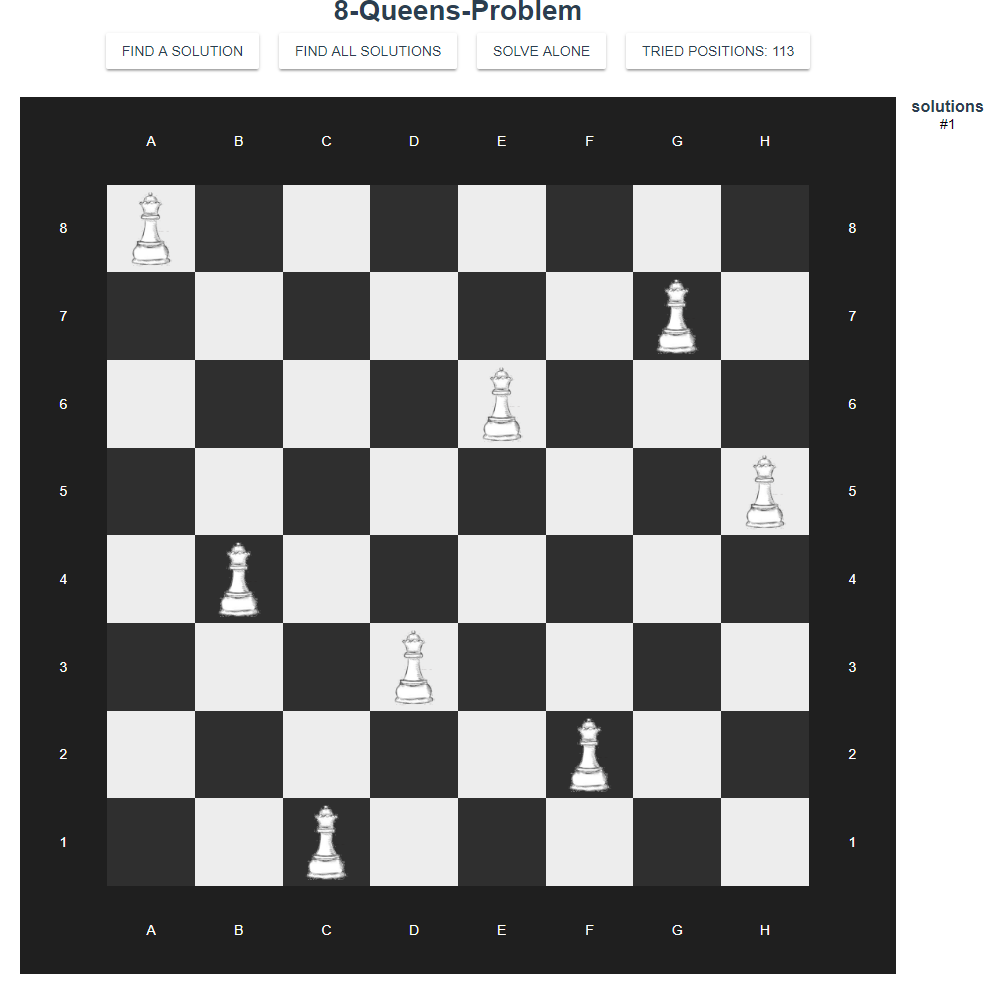 8-Queens-Problem
FIND A SOLUTION FIND ALL SOLUTIONS SOLVE ALONE TRIED POSITIONS: 113
solutions
#1
A B C D E F G H
8 8
7 7
6 6
5 5
4 4
3 3
2 2
1 1
A B C D E F G H